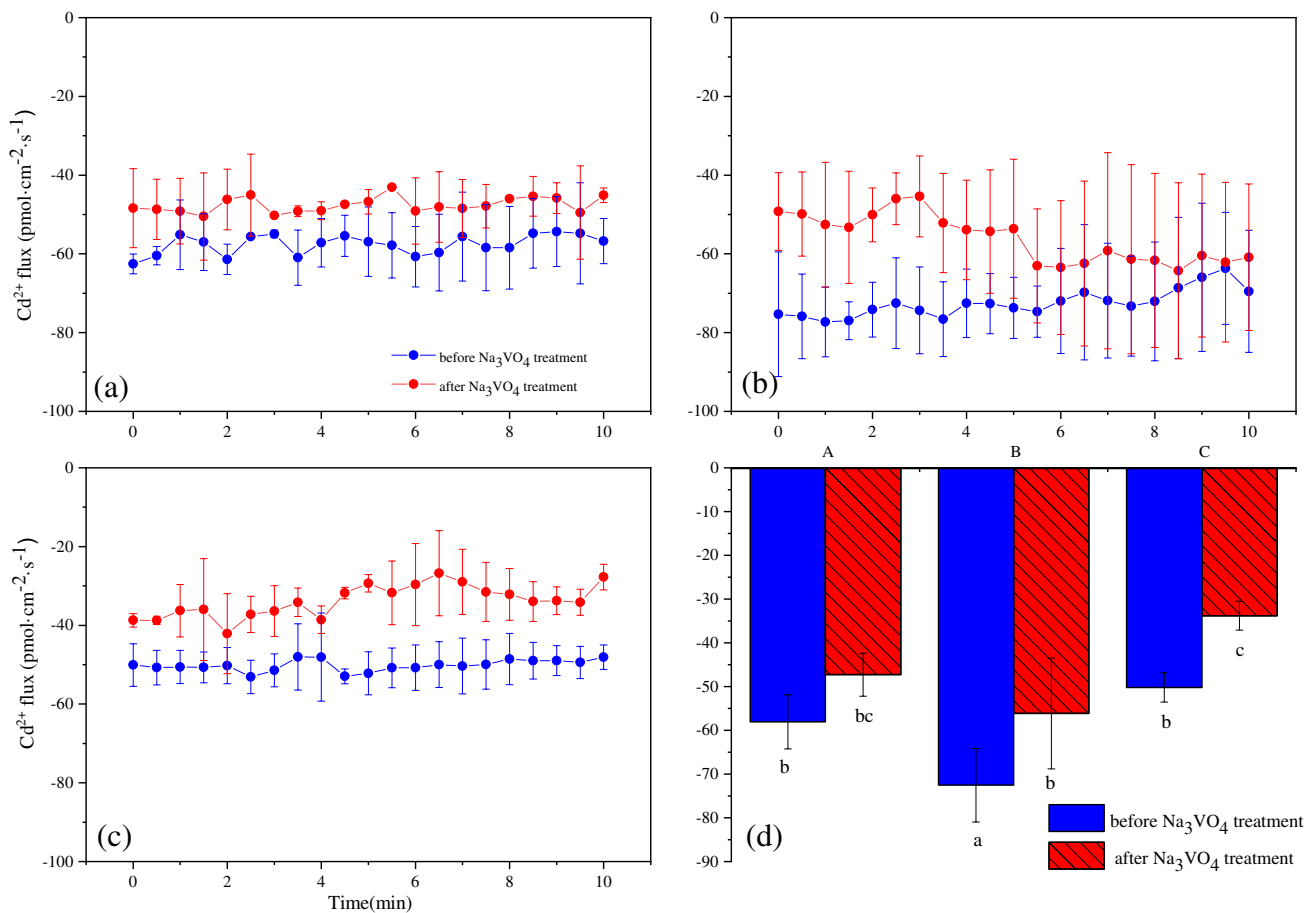 0
-20
-40
-60
-80
-100
Cd²⁺ flux (pmol·cm⁻²·s⁻¹)
before Na₃VO₄ treatment
after Na₃VO₄ treatment
(a)
0 2 4 6 8 10
0
-20
-40
-60
-80
-100
(b)
0 2 4 6 8 10
0
-20
-40
-60
-80
-100
Cd²⁺ flux (pmol·cm⁻²·s⁻¹)
(c)
0 2 4 6 8 10
Time(min)
A B C
0
-10
-20
-30
-40
-50
-60
-70
-80
-90
b
bc
a
b
b
c
(d)
before Na₃VO₄ treatment
after Na₃VO₄ treatment